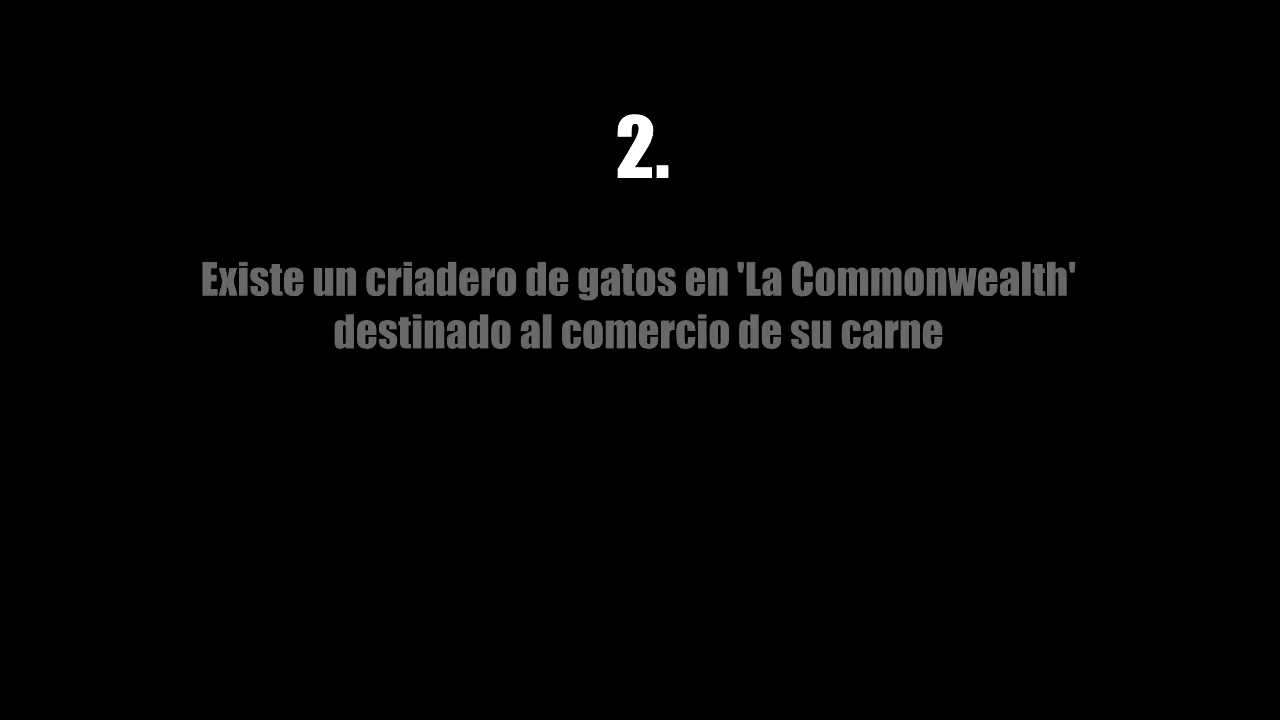 2.
Existe un criadero de gatos en 'La Commonwealth'
destinado al comercio de su carne